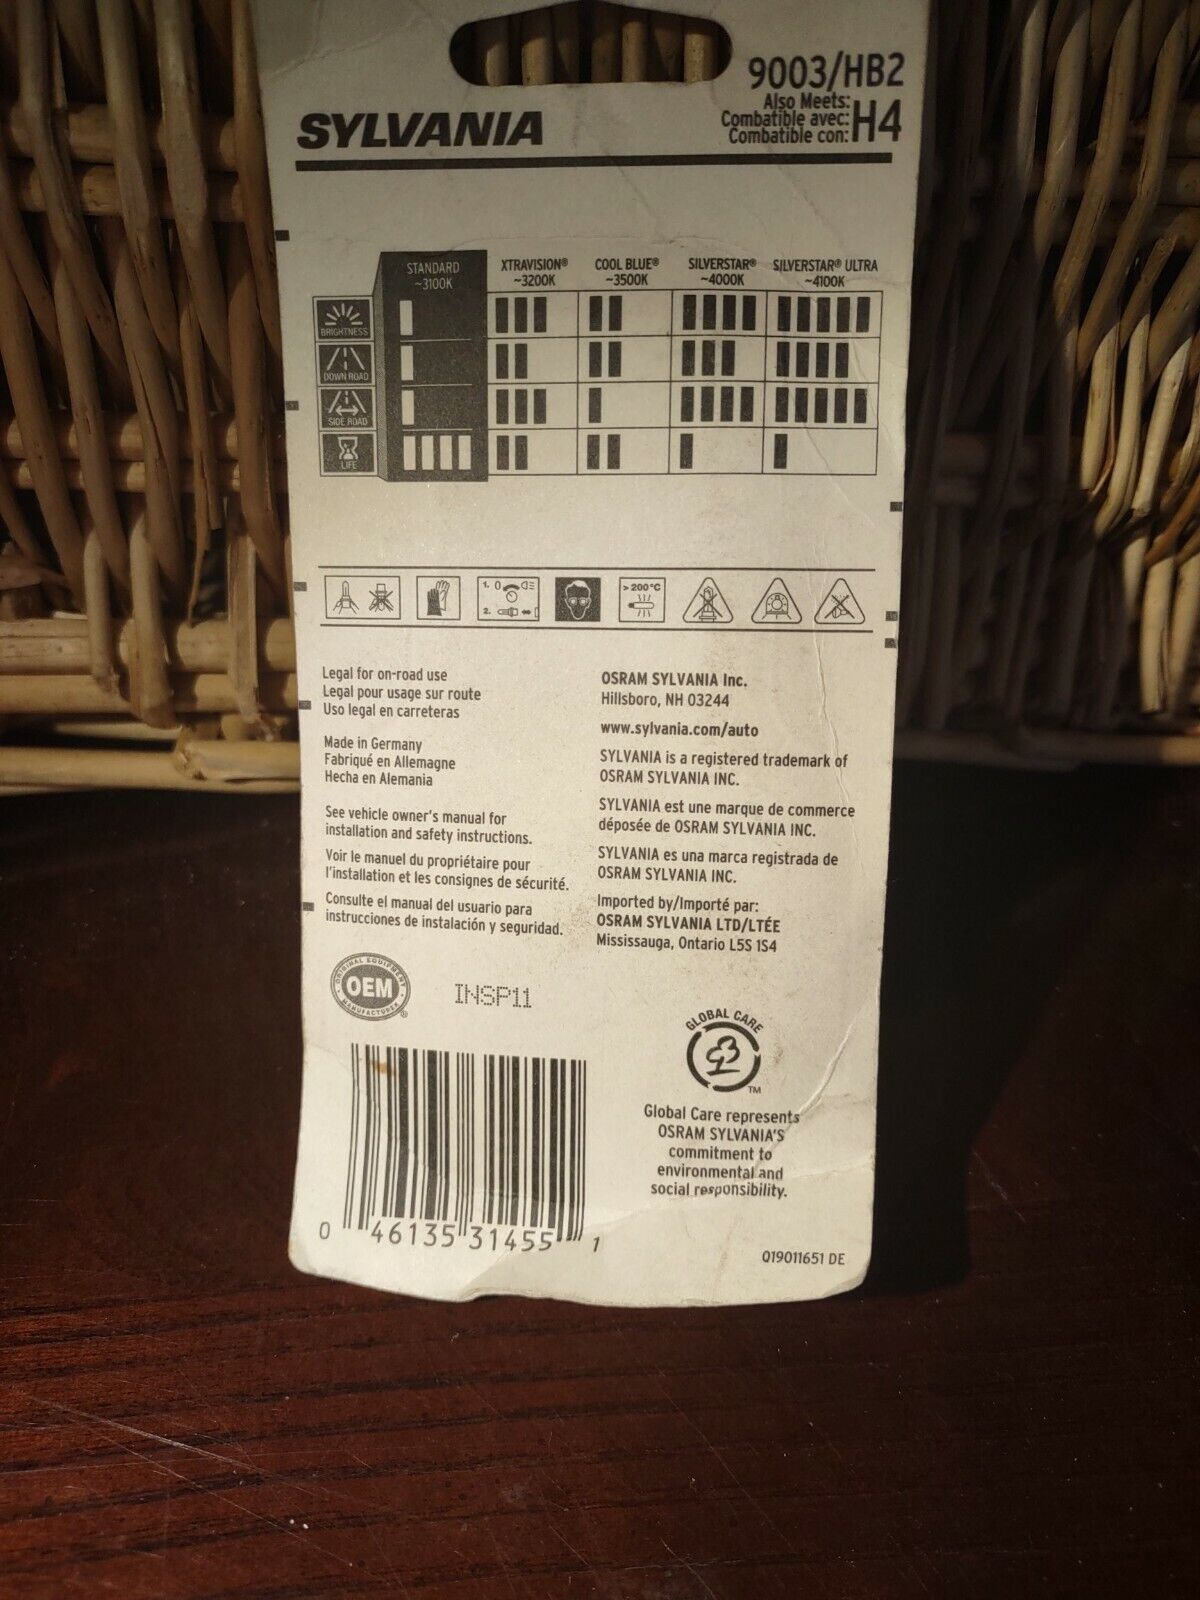 9003/HB2
Also Meets:
Combatible avec:
Combatible con:
H4
SYLVANIA
STANDARD
~3100K
XTRAVISION®
~3200K
COOL BLUE®
~3500K
SILVERSTAR®
~4000K
SILVERSTAR® ULTRA
~4100K
BRIGHTNESS
DOWN ROAD
SIDE ROAD
LIFE
1. 0
2.
> 200°C
Legal for on-road use
Legal pour usage sur route
Uso legal en carreteras
Made in Germany
Fabriqué en Allemagne
Hecha en Alemania
See vehicle owner's manual for
installation and safety instructions.
Voir le manuel du propriétaire pour
l'installation et les consignes de sécurité.
Consulte el manual del usuario para
instrucciones de instalación y seguridad.
OSRAM SYLVANIA Inc.
Hillsboro, NH 03244
www.sylvania.com/auto
SYLVANIA is a registered trademark of
OSRAM SYLVANIA INC.
SYLVANIA est une marque de commerce
déposée de OSRAM SYLVANIA INC.
SYLVANIA es una marca registrada de
OSRAM SYLVANIA INC.
Imported by/Importé par:
OSRAM SYLVANIA LTD/LTÉE
Mississauga, Ontario L5S 1S4
ORIGINAL EQUIPMENT
OEM
MANUFACTURER
®
INSP11
GLOBAL CARE
TM
Global Care represents
OSRAM SYLVANIA'S
commitment to
environmental and
social responsibility.
0 46135 31455 1
Q19011651 DE